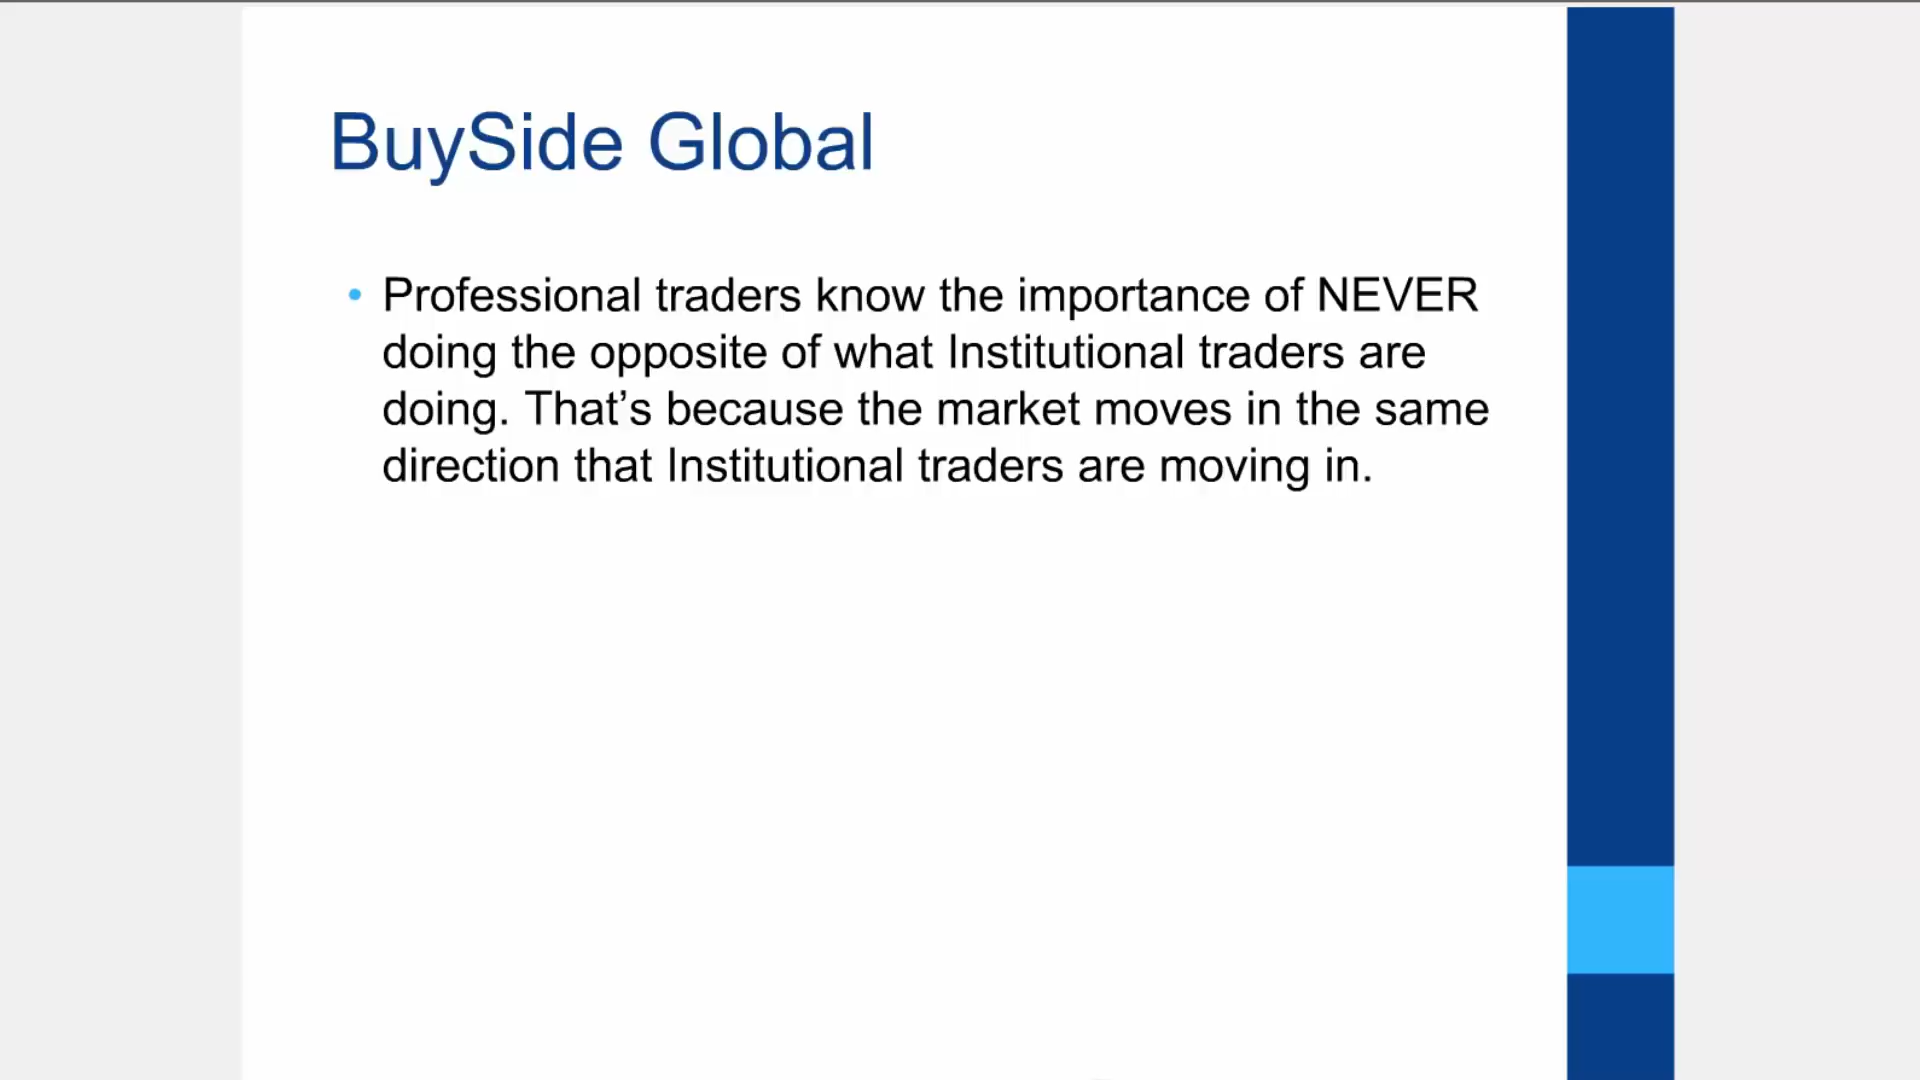 BuySide Global
• Professional traders know the importance of NEVER
doing the opposite of what Institutional traders are
doing. That’s because the market moves in the same
direction that Institutional traders are moving in.